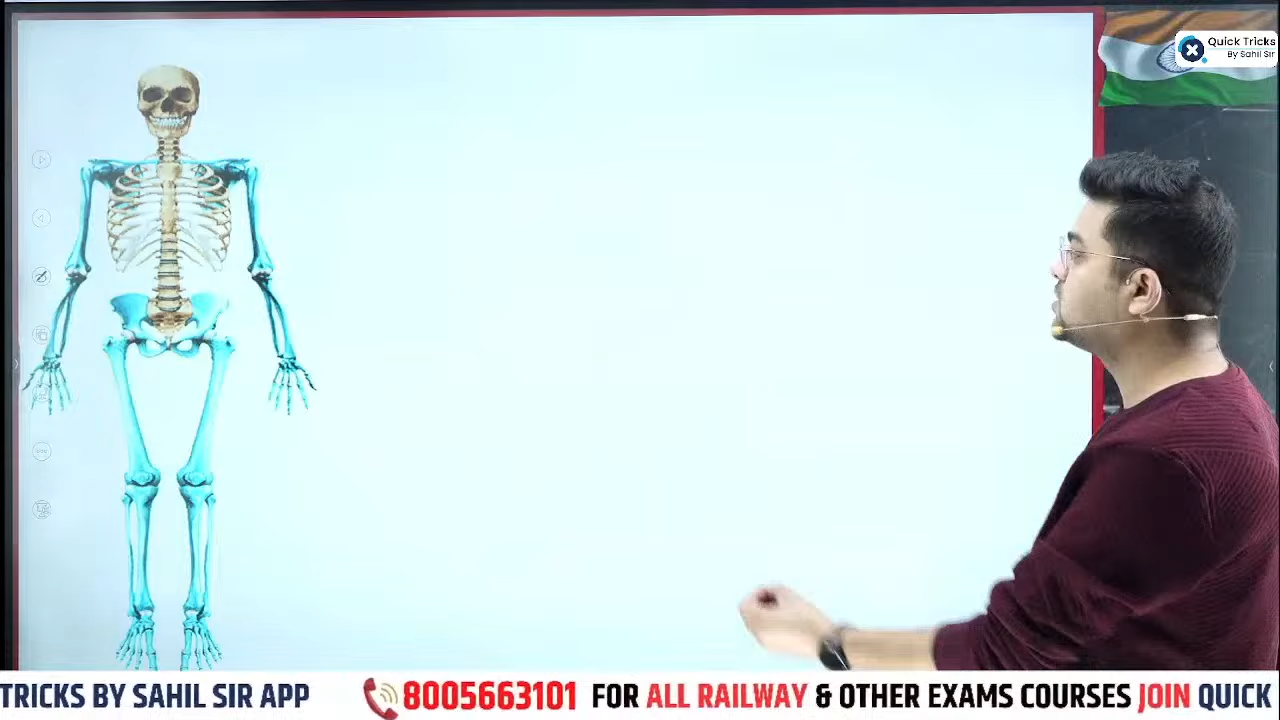 Quick Tricks
By Sahil Sir
TRICKS BY SAHIL SIR APP 8005663101 FOR ALL RAILWAY & OTHER EXAMS COURSES JOIN QUICK